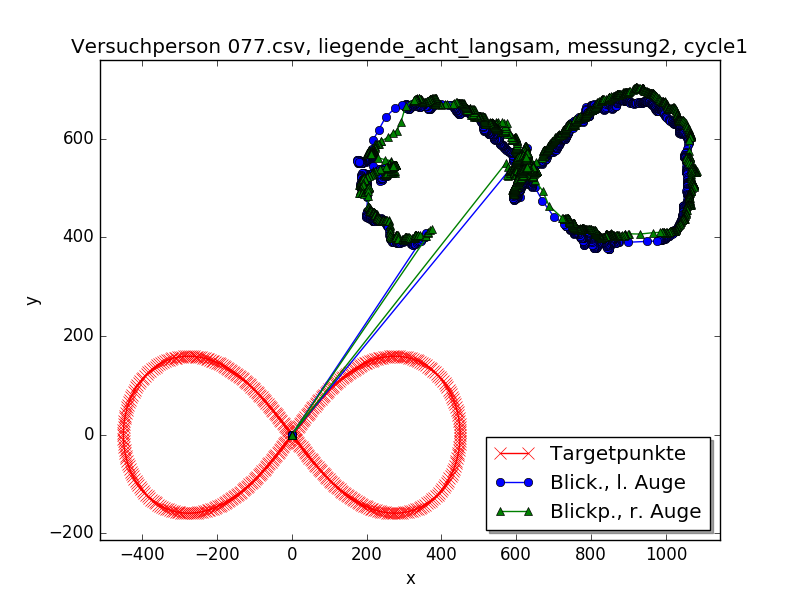 Versuchperson 077.csv, liegende_acht_langsam, messung2, cycle1
600
400
200
0
−200
y
−400
−200
0
200
400
600
800
1000
x
Targetpunkte
Blick., l. Auge
Blickp., r. Auge